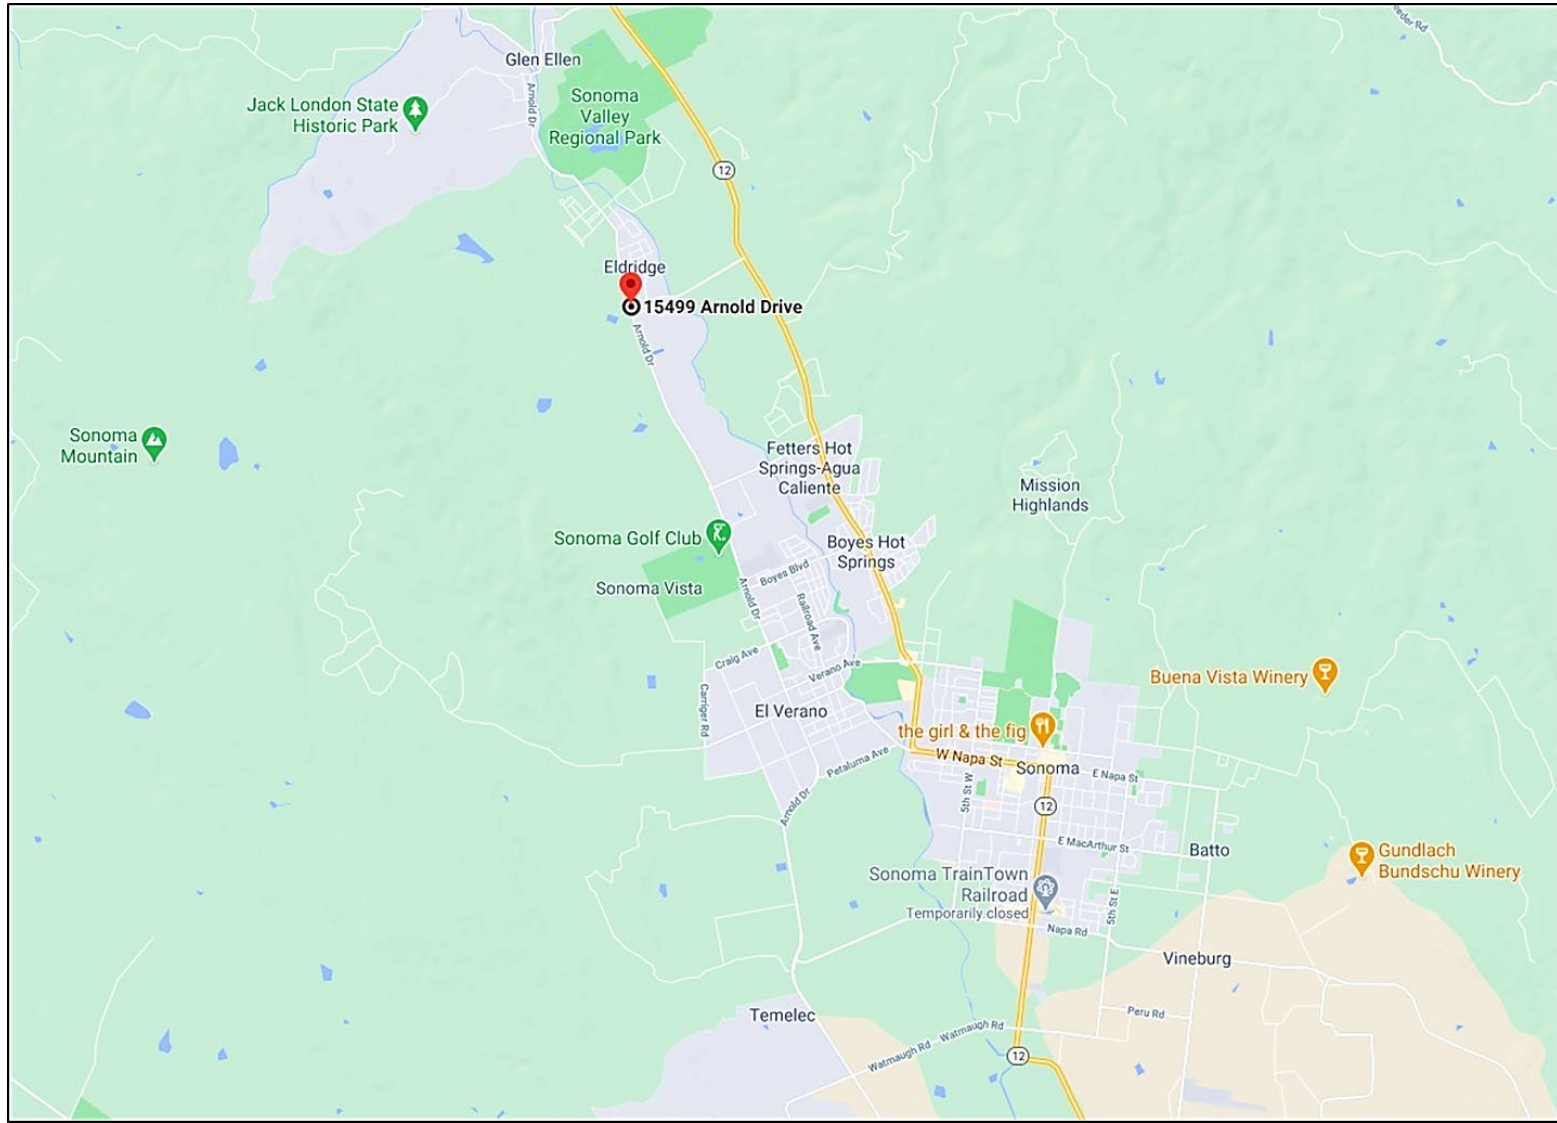 Glen Ellen
Jack London State
Historic Park
Arnold Dr
Sonoma
Valley
Regional Park
12
Eldridge
15499 Arnold Drive
Arnold Dr
Sonoma
Mountain
Fetters Hot
Springs-Agua
Caliente
Mission
Highlands
Sonoma Golf Club
Boyes Hot
Springs
Boyes Blvd
Sonoma Vista
Arnold Dr
Railroad Ave
Craig Ave
Verano Ave
Carriger Rd
El Verano
Buena Vista Winery
the girl & the fig
W Napa St
Sonoma
E Napa St
Petaluma Ave
5th St W
Arnold Dr
12
E MacArthur St
Batto
Gundlach
Bundschu Winery
Sonoma TrainTown
Railroad
Temporarily closed
5th St E
Napa Rd
Vineburg
Temelec
Peru Rd
Watmaugh Rd
Watmaugh Rd
12